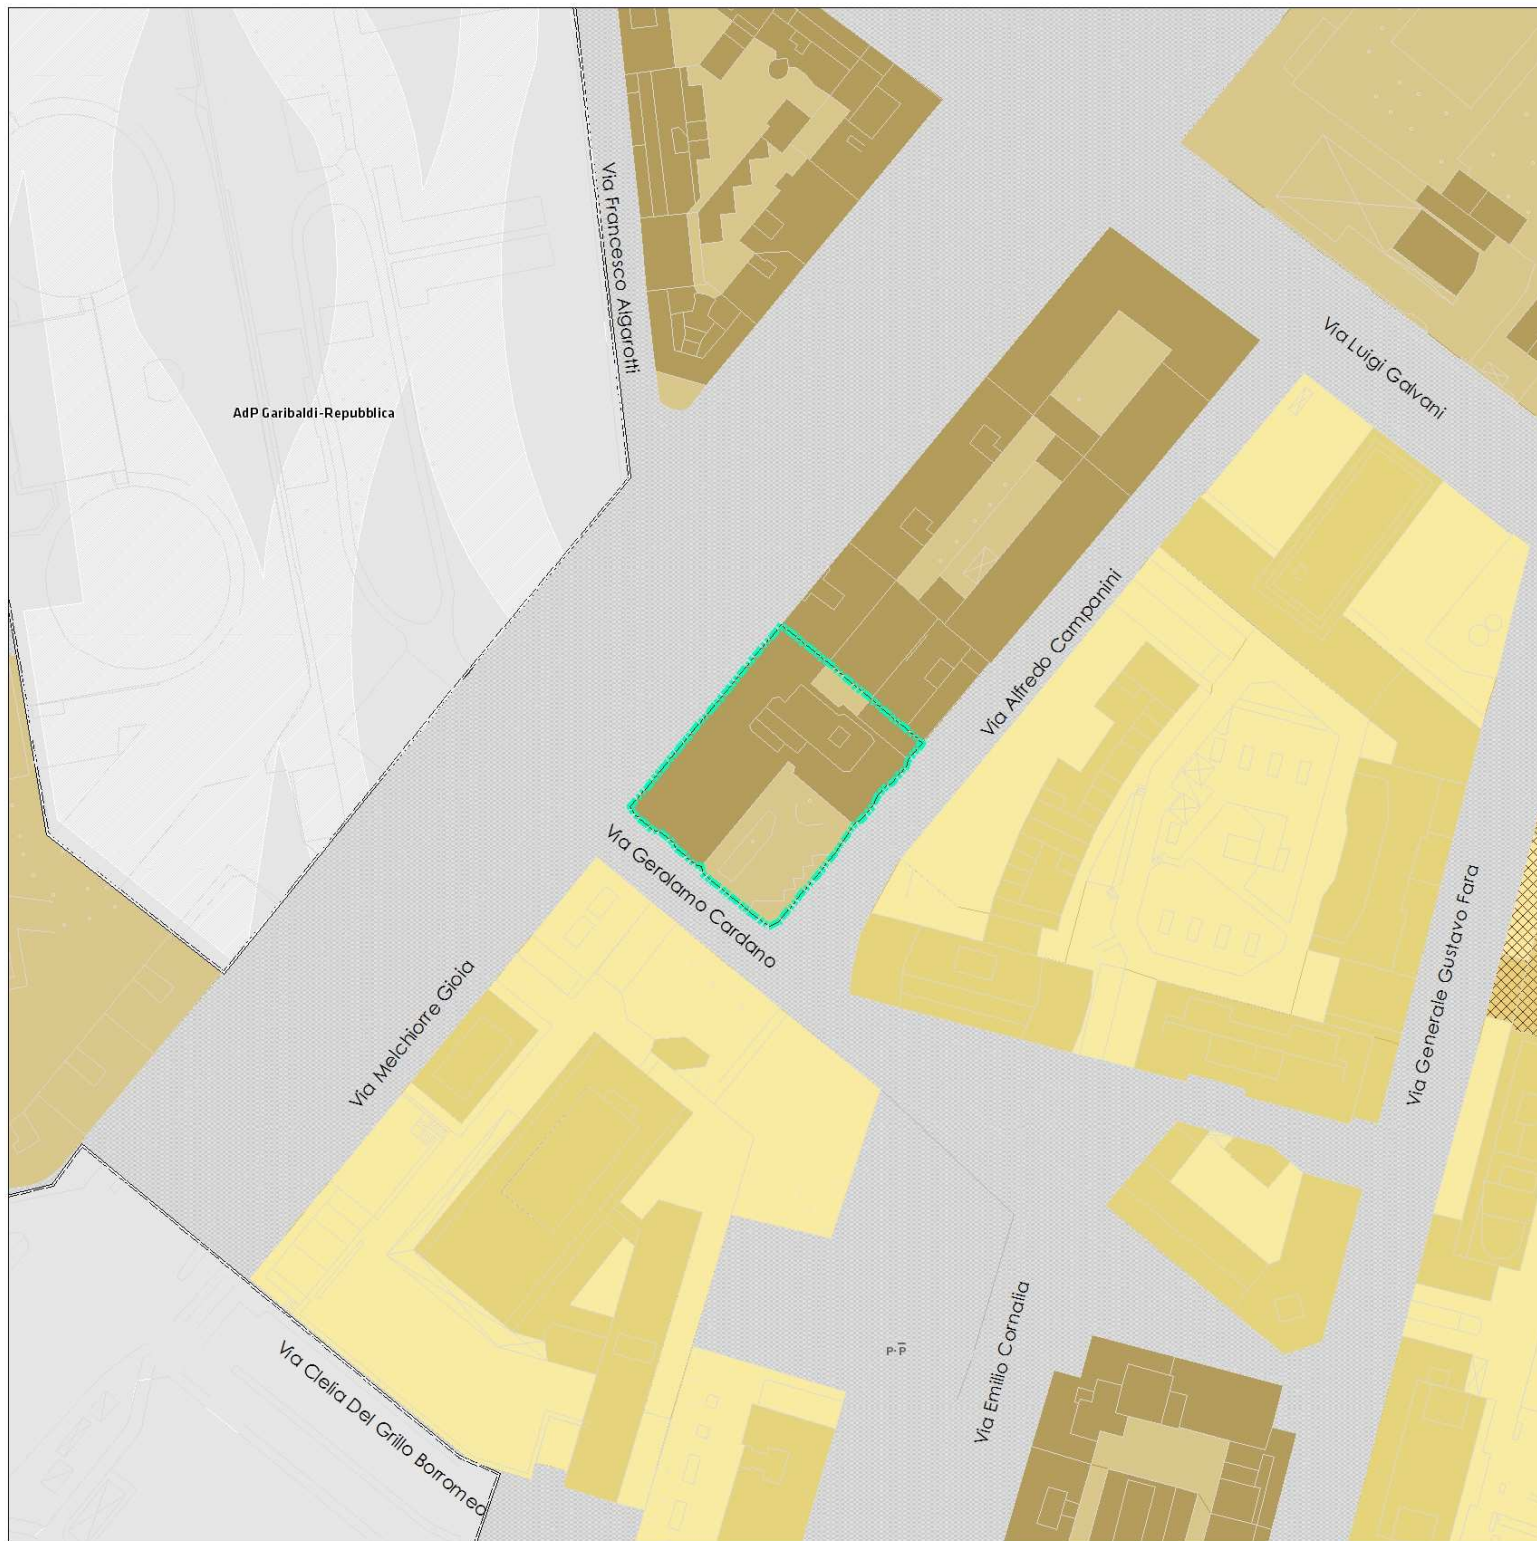 Via Francesco Algarotti
Via Luigi Galvani
AdP Garibaldi-Repubblica
Via Alfredo Campanini
Via Gerolamo Cardano
Via Generale Gustavo Fara
Via Melchiorre Gioia
Via Emilio Cornalia
P·P̅
Via Clelia Del Grillo Borromeo